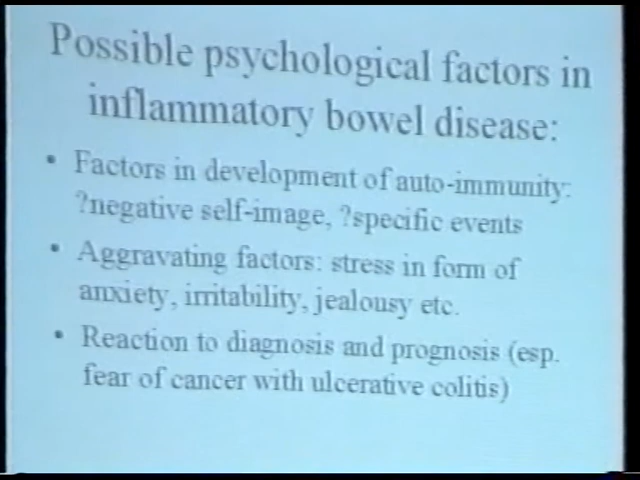 Possible psychological factors in
inflammatory bowel disease:
• Factors in development of auto-immunity:
?negative self-image, ?specific events
• Aggravating factors: stress in form of
anxiety, irritability, jealousy etc.
• Reaction to diagnosis and prognosis (esp.
fear of cancer with ulcerative colitis)